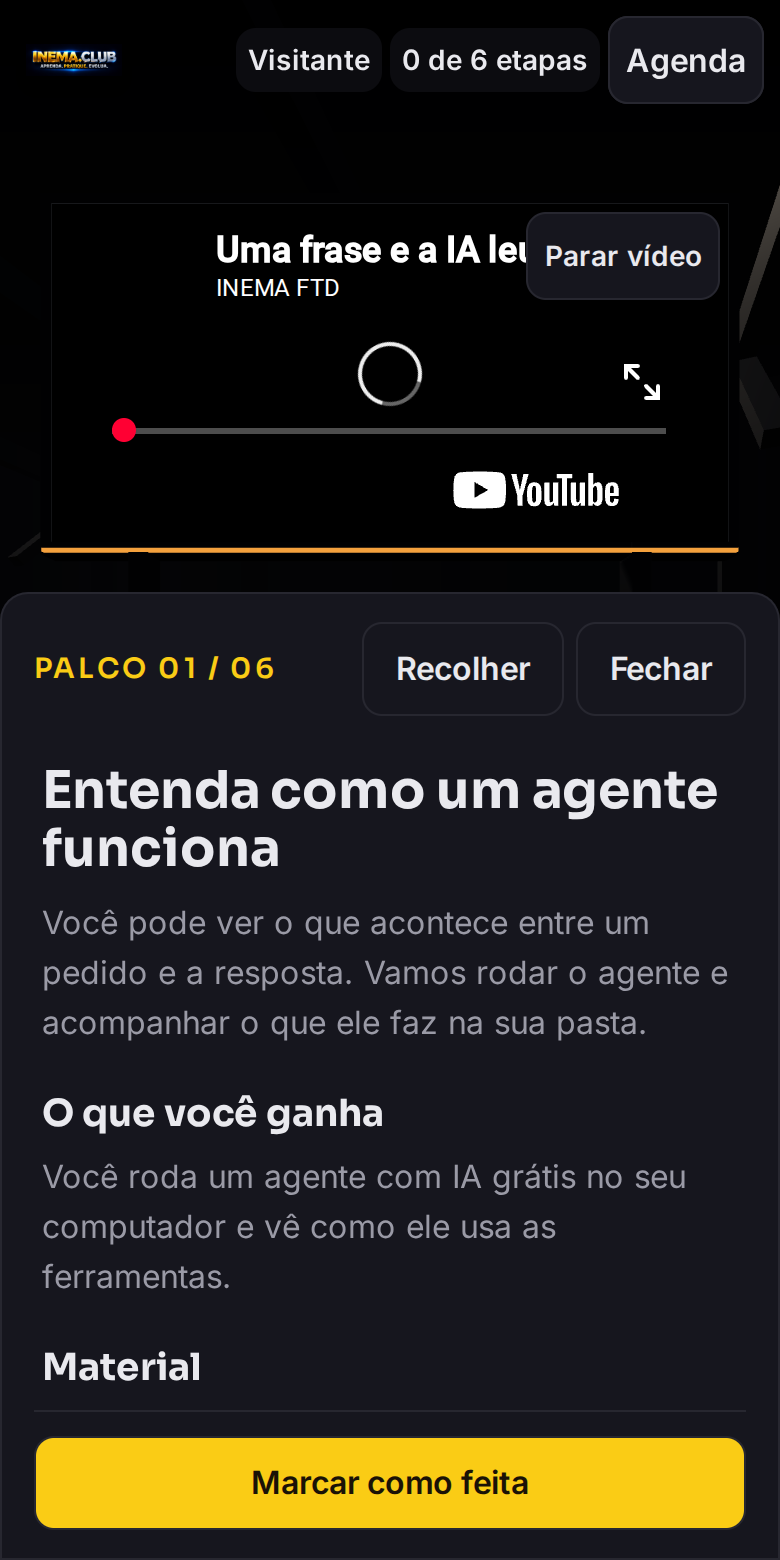 INEMA.CLUB
APRENDA. PRATIQUE. EVOLUA.
Visitante
0 de 6 etapas
Agenda
Uma frase e a IA leu
Parar vídeo
INEMA FTD
YouTube
PALCO 01 / 06
Recolher
Fechar
Entenda como um agente
funciona
Você pode ver o que acontece entre um
pedido e a resposta. Vamos rodar o agente e
acompanhar o que ele faz na sua pasta.
O que você ganha
Você roda um agente com IA grátis no seu
computador e vê como ele usa as
ferramentas.
Material
Marcar como feita